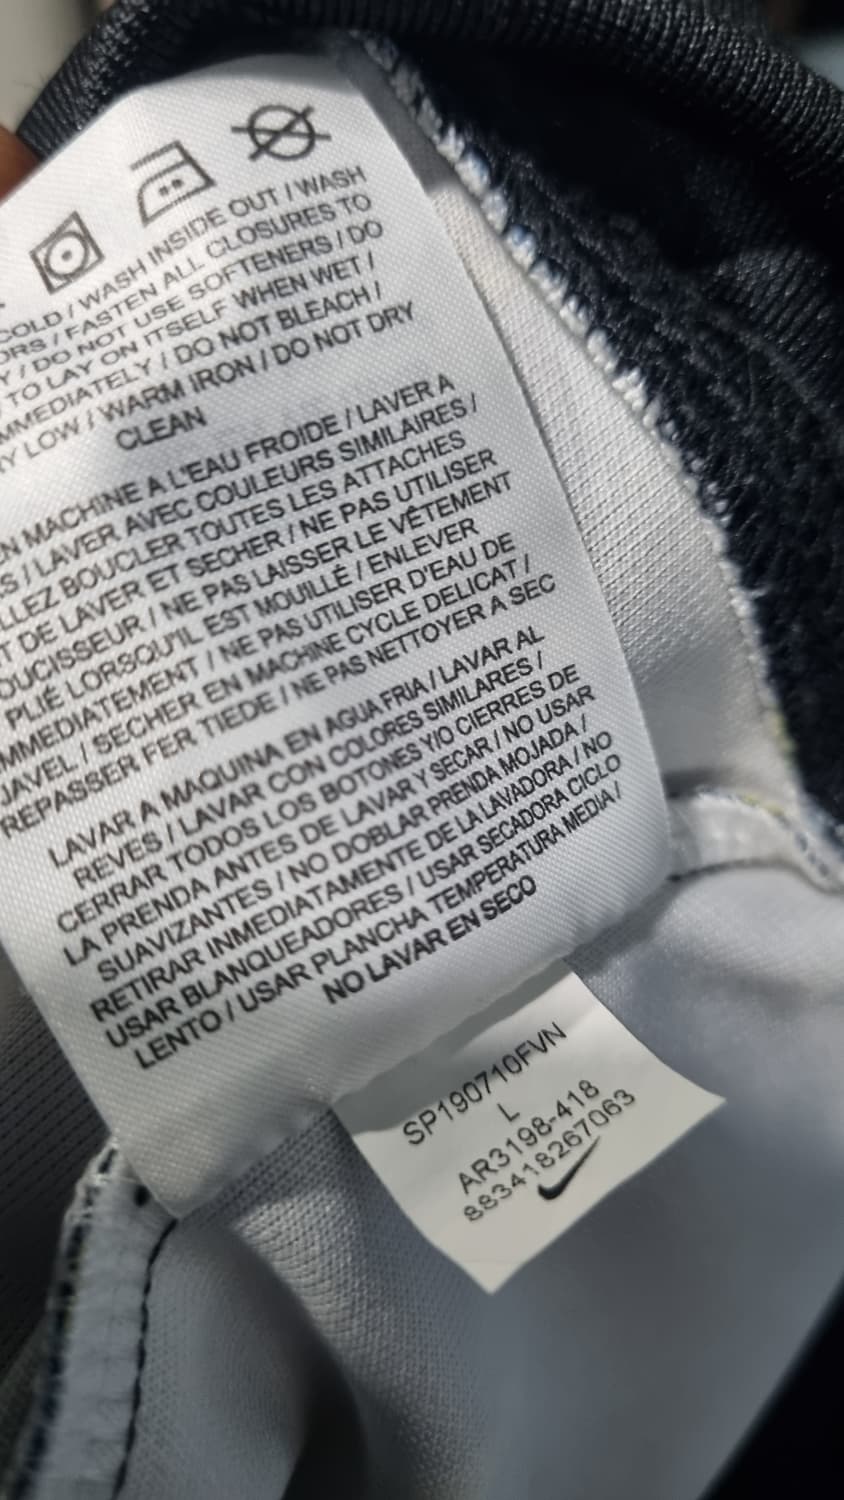 COLD / WASH INSIDE OUT / WASH
ORS / FASTEN ALL CLOSURES TO
Y / DO NOT USE SOFTENERS / DO
TO LAY ON ITSELF WHEN WET /
MMEDIATELY / DO NOT BLEACH /
Y LOW / WARM IRON / DO NOT DRY
CLEAN
EN MACHINE A L'EAU FROIDE / LAVER A
S / LAVER AVEC COULEURS SIMILAIRES /
LLEZ BOUCLER TOUTES LES ATTACHES
T DE LAVER ET SECHER / NE PAS UTILISER
OUCISSEUR / NE PAS LAISSER LE VÊTEMENT
PLIÉ LORSQU'IL EST MOUILLÉ / ENLEVER
MMEDIATEMENT / NE PAS UTILISER D'EAU DE
JAVEL / SECHER EN MACHINE CYCLE DELICAT /
REPASSER FER TIEDE / NE PAS NETTOYER A SEC
LAVAR A MAQUINA EN AGUA FRIA / LAVAR AL
REVES / LAVAR CON COLORES SIMILARES /
CERRAR TODOS LOS BOTONES Y/O CIERRES DE
LA PRENDA ANTES DE LAVAR Y SECAR / NO USAR
SUAVIZANTES / NO DOBLAR PRENDA MOJADA /
RETIRAR INMEDIATAMENTE DE LA LAVADORA / NO
USAR BLANQUEADORES / USAR SECADORA CICLO
LENTO / USAR PLANCHA TEMPERATURA MEDIA /
NO LAVAR EN SECO
SP190710FVN
L
AR3198-418
883418267063